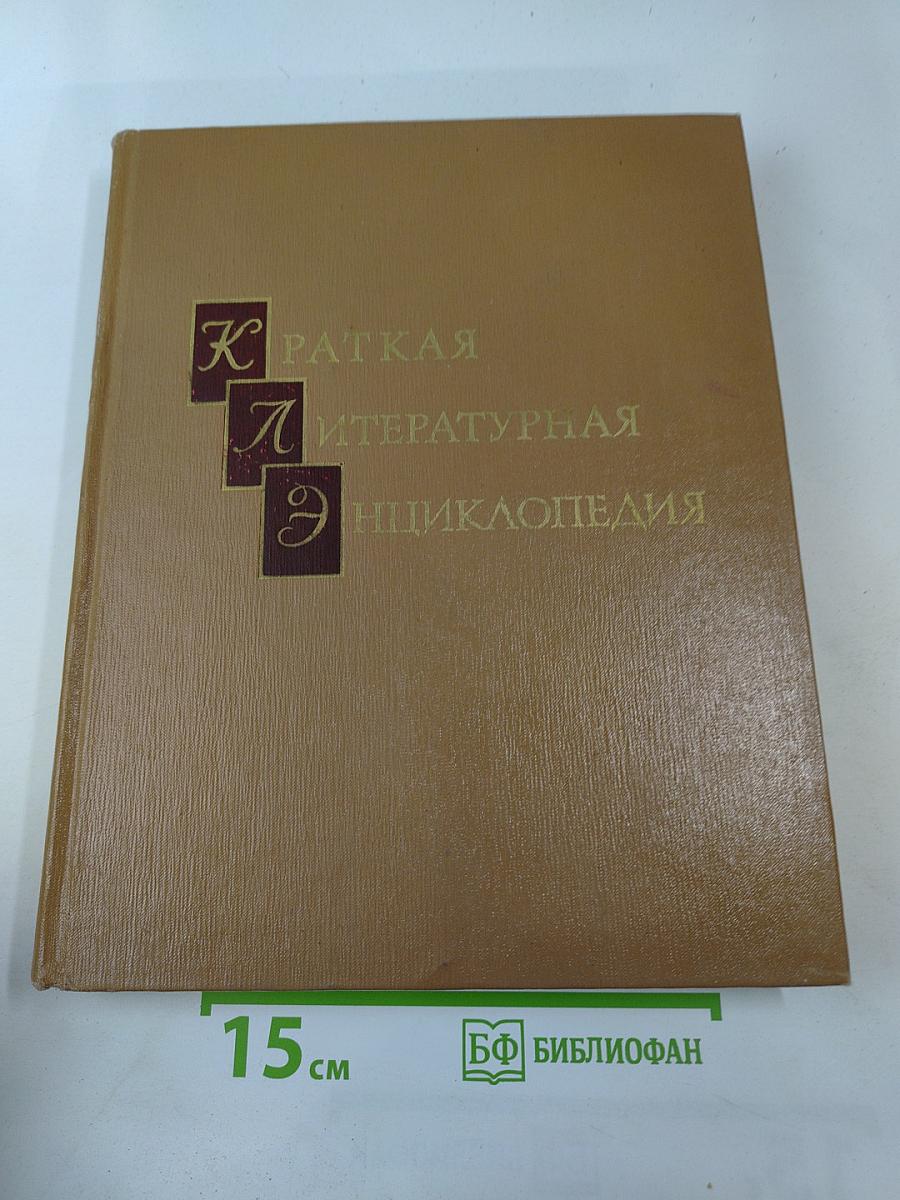 КРАТКАЯ
ЛИТЕРАТУРНАЯ
ЭНЦИКЛОПЕДИЯ
15 см
БФ БИБЛИОФАН